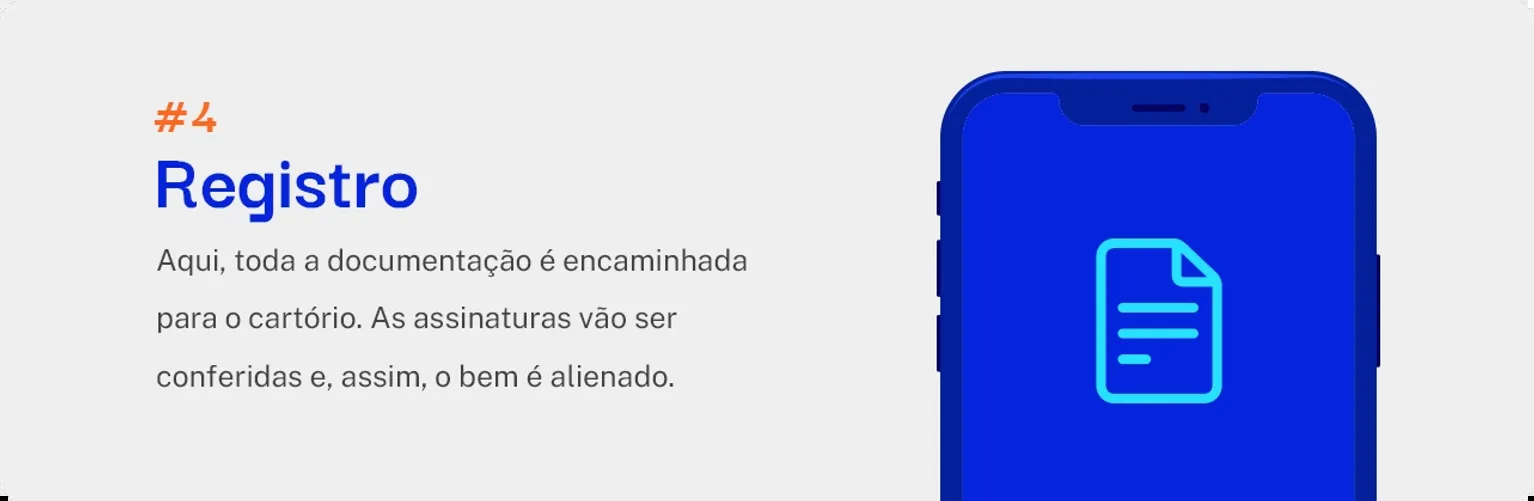 #4
Registro
Aqui, toda a documentação é encaminhada
para o cartório. As assinaturas vão ser
conferidas e, assim, o bem é alienado.